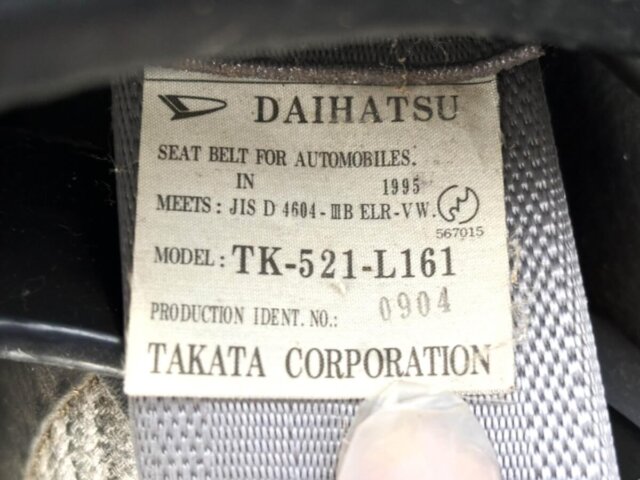 DAIHATSU
SEAT BELT FOR AUTOMOBILES.
IN 1995
MEETS: JIS D 4604-ⅢB ELR-VW.
567015
MODEL: TK-521-L161
PRODUCTION IDENT. NO.: 0904
TAKATA CORPORATION